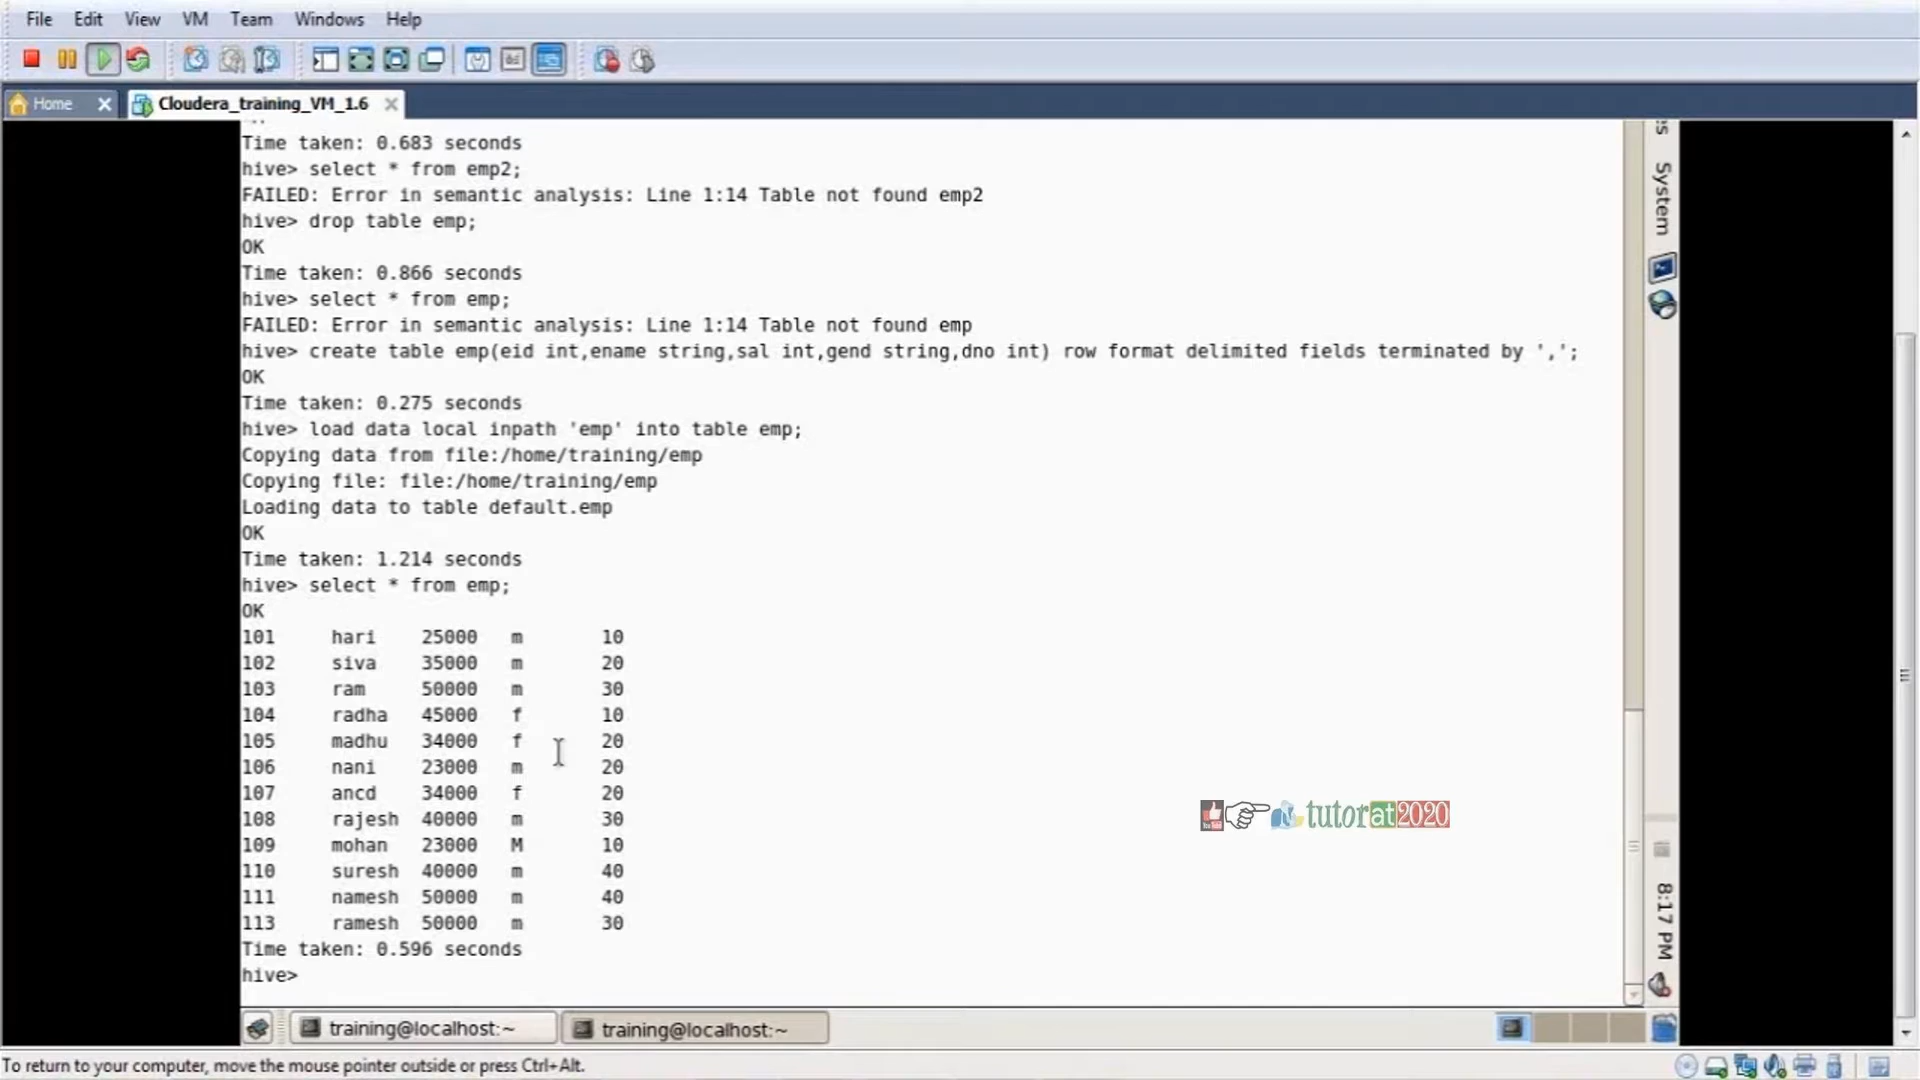 File Edit View VM Team Windows Help
Home Cloudera_training_VM_1.6
Time taken: 0.683 seconds
hive> select * from emp2;
FAILED: Error in semantic analysis: Line 1:14 Table not found emp2
hive> drop table emp;
OK
Time taken: 0.866 seconds
hive> select * from emp;
FAILED: Error in semantic analysis: Line 1:14 Table not found emp
hive> create table emp(eid int,ename string,sal int,gend string,dno int) row format delimited fields terminated by ',';
OK
Time taken: 0.275 seconds
hive> load data local inpath 'emp' into table emp;
Copying data from file:/home/training/emp
Copying file: file:/home/training/emp
Loading data to table default.emp
OK
Time taken: 1.214 seconds
hive> select * from emp;
OK
101 hari 25000 m 10
102 siva 35000 m 20
103 ram 50000 m 30
104 radha 45000 f 10
105 madhu 34000 f 20
106 nani 23000 m 20
107 ancd 34000 f 20
108 rajesh 40000 m 30
109 mohan 23000 M 10
110 suresh 40000 m 40
111 namesh 50000 m 40
113 ramesh 50000 m 30
Time taken: 0.596 seconds
hive>
System
tutorat2020
8:17 PM
training@localhost:~ training@localhost:~
To return to your computer, move the mouse pointer outside or press Ctrl+Alt.